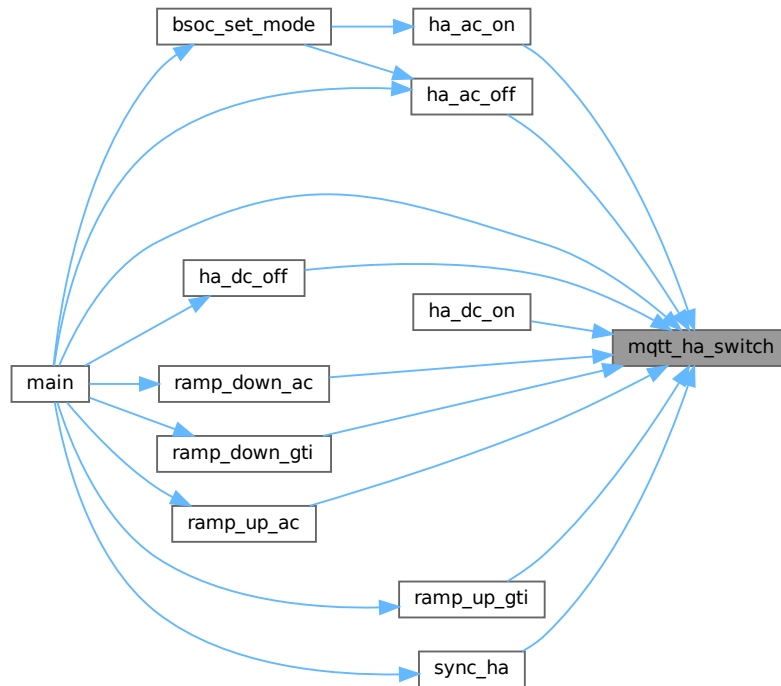 bsoc_set_mode
ha_ac_on
ha_ac_off
ha_dc_off
ha_dc_on
mqtt_ha_switch
main
ramp_down_ac
ramp_down_gti
ramp_up_ac
ramp_up_gti
sync_ha